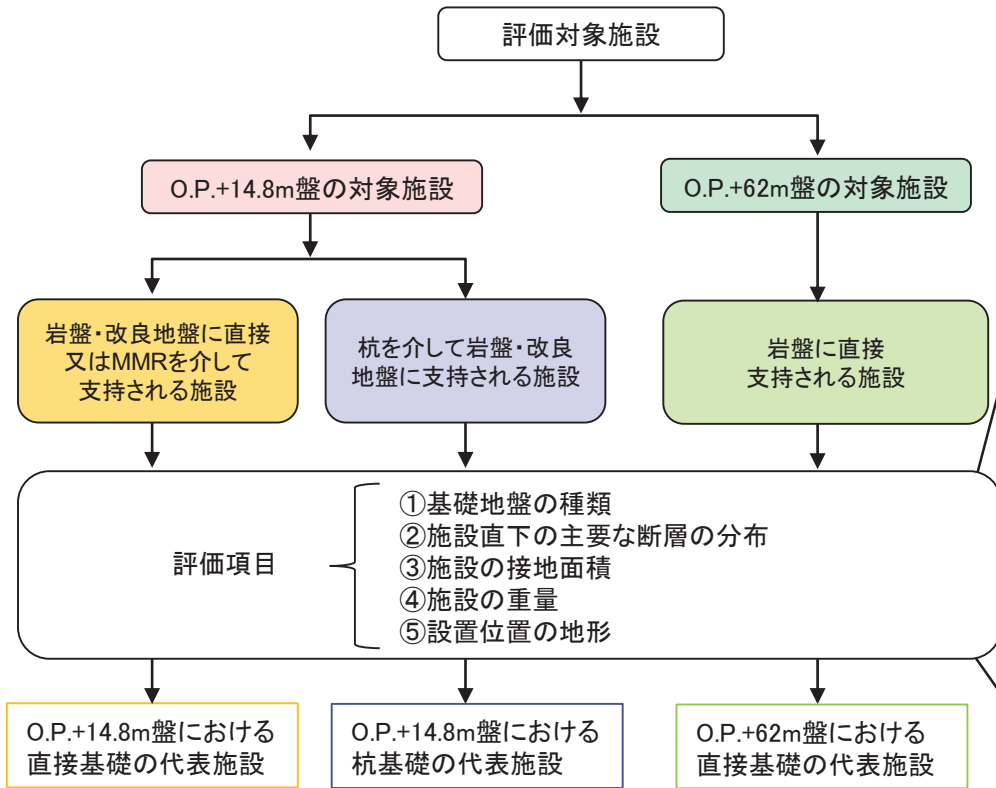 評価対象施設
O.P.+14.8m盤の対象施設
O.P.+62m盤の対象施設
岩盤・改良地盤に直接
又はMMRを介して
支持される施設
杭を介して岩盤・改良
地盤に支持される施設
岩盤に直接
支持される施設
評価項目
①基礎地盤の種類
②施設直下の主要な断層の分布
③施設の接地面積
④施設の重量
⑤設置位置の地形
O.P.+14.8m盤における
直接基礎の代表施設
O.P.+14.8m盤における
杭基礎の代表施設
O.P.+62m盤における
直接基礎の代表施設